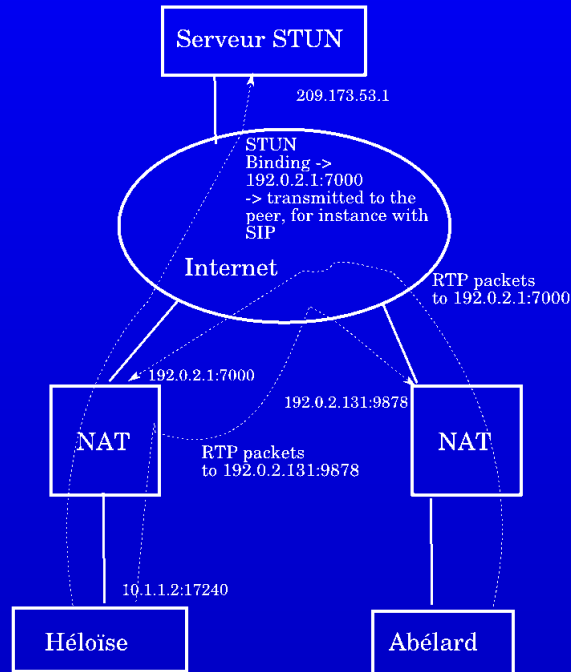 Serveur STUN
209.173.53.1
STUN
Binding ->
192.0.2.1:7000
-> transmitted to the
peer, for instance with
SIP
Internet
RTP packets
to 192.0.2.1:7000
192.0.2.1:7000
192.0.2.131:9878
NAT
NAT
RTP packets
to 192.0.2.131:9878
10.1.1.2:17240
Héloïse
Abélard